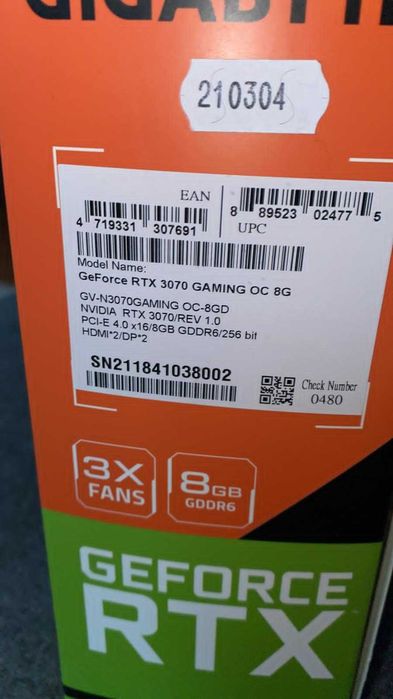 GIGABYTE
210304
EAN
4 719331 307691
8 89523 02477 5
UPC
Model Name:
GeForce RTX 3070 GAMING OC 8G
GV-N3070GAMING OC-8GD
NVIDIA RTX 3070/REV 1.0
PCI-E 4.0 x16/8GB GDDR6/256 bit
HDMI*2/DP*2
SN211841038002
Check Number
0480
3X
FANS
8GB
GDDR6
GEFORCE
RTX